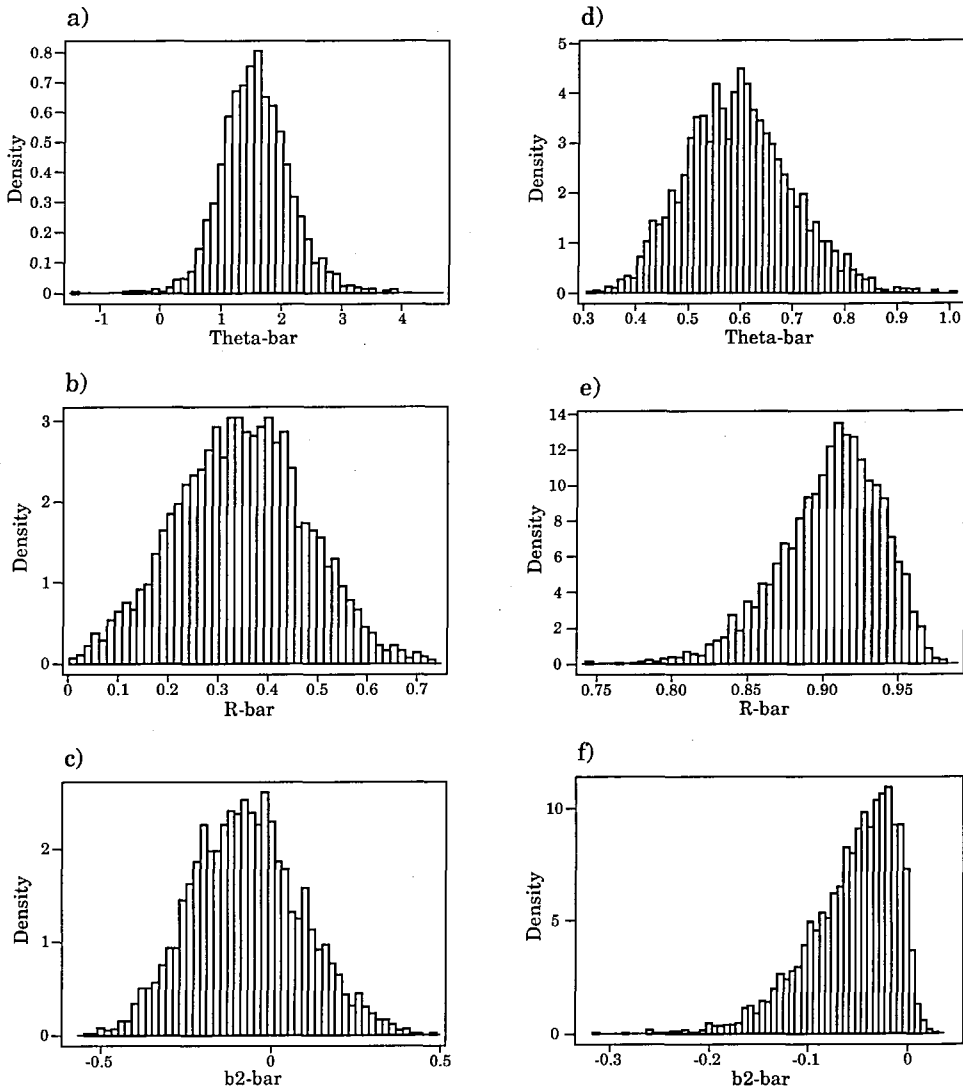 a)
0.8
0.7
0.6
0.5
0.4
0.3
0.2
0.1
0
Density
-1 0 1 2 3 4
Theta-bar
d)
5
4
3
2
1
0
Density
0.3 0.4 0.5 0.6 0.7 0.8 0.9 1.0
Theta-bar
b)
3
2
1
0
Density
0 0.1 0.2 0.3 0.4 0.5 0.6 0.7
R-bar
e)
14
12
10
8
6
4
2
0
Density
0.75 0.80 0.85 0.90 0.95
R-bar
c)
2
1
0
Density
-0.5 0 0.5
b2-bar
f)
10
5
0
Density
-0.3 -0.2 -0.1 0
b2-bar